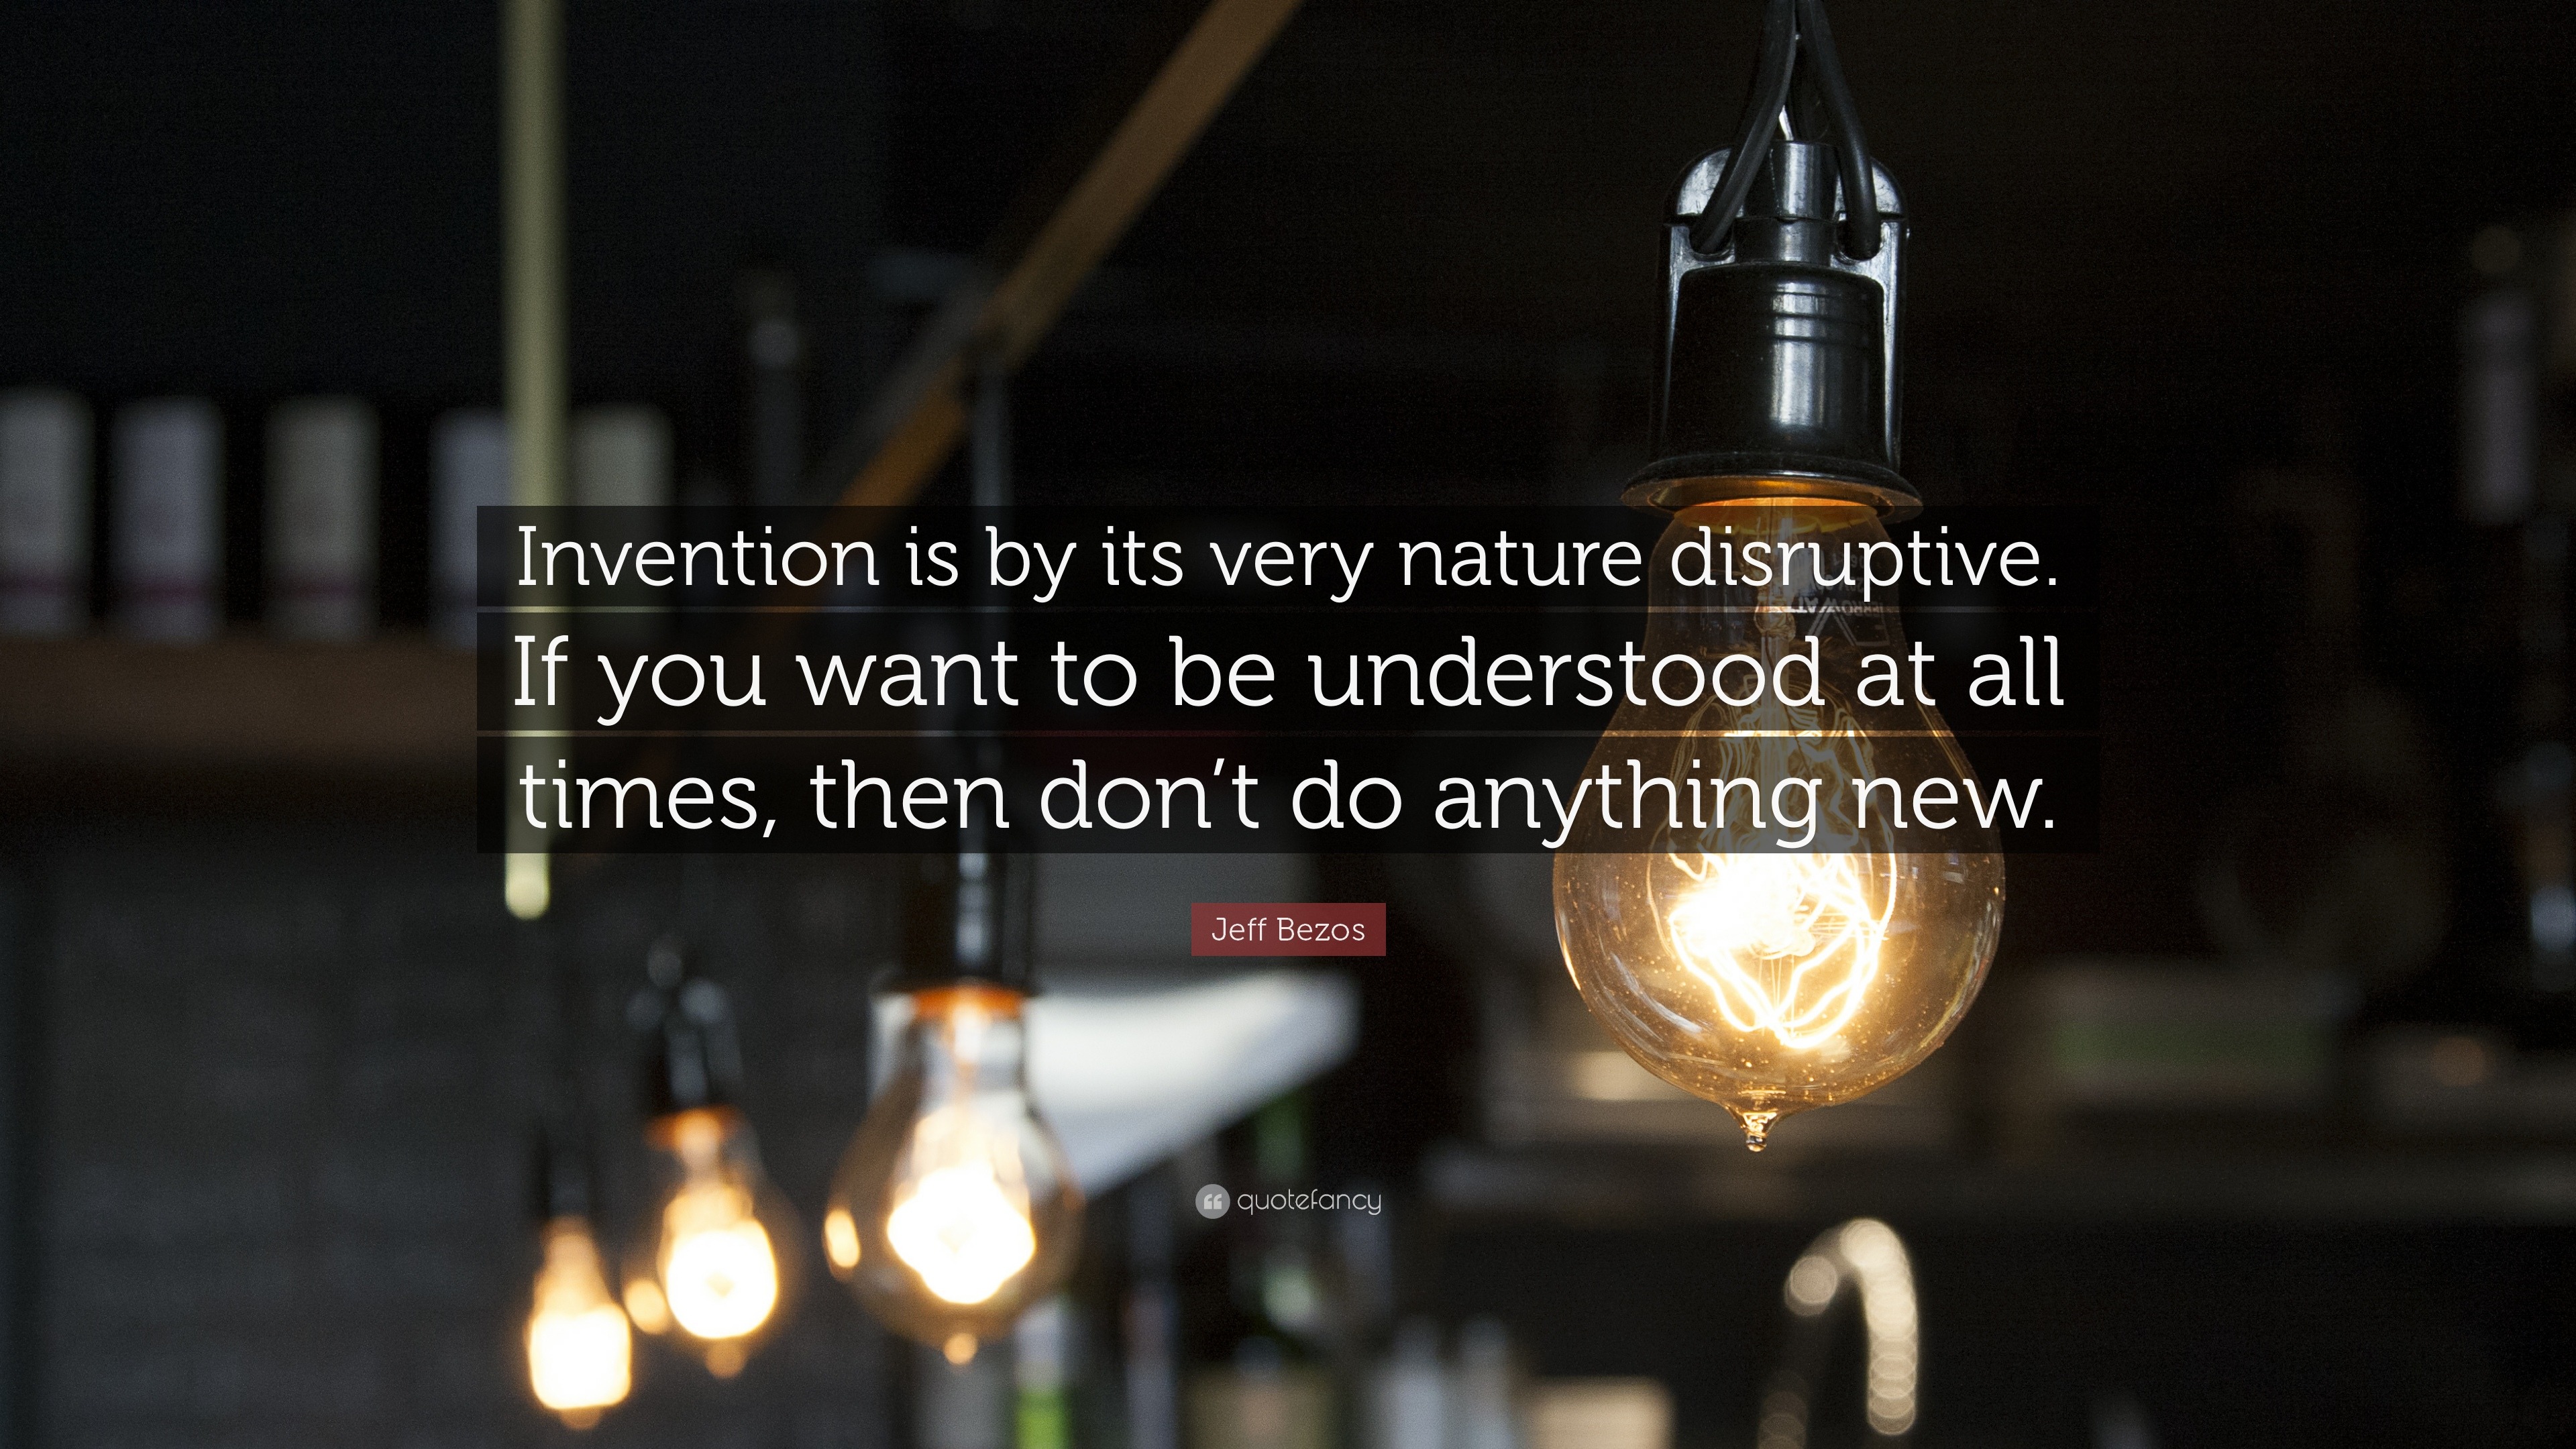 Invention is by its very nature disruptive.
If you want to be understood at all
times, then don’t do anything new.
Jeff Bezos
quotefancy